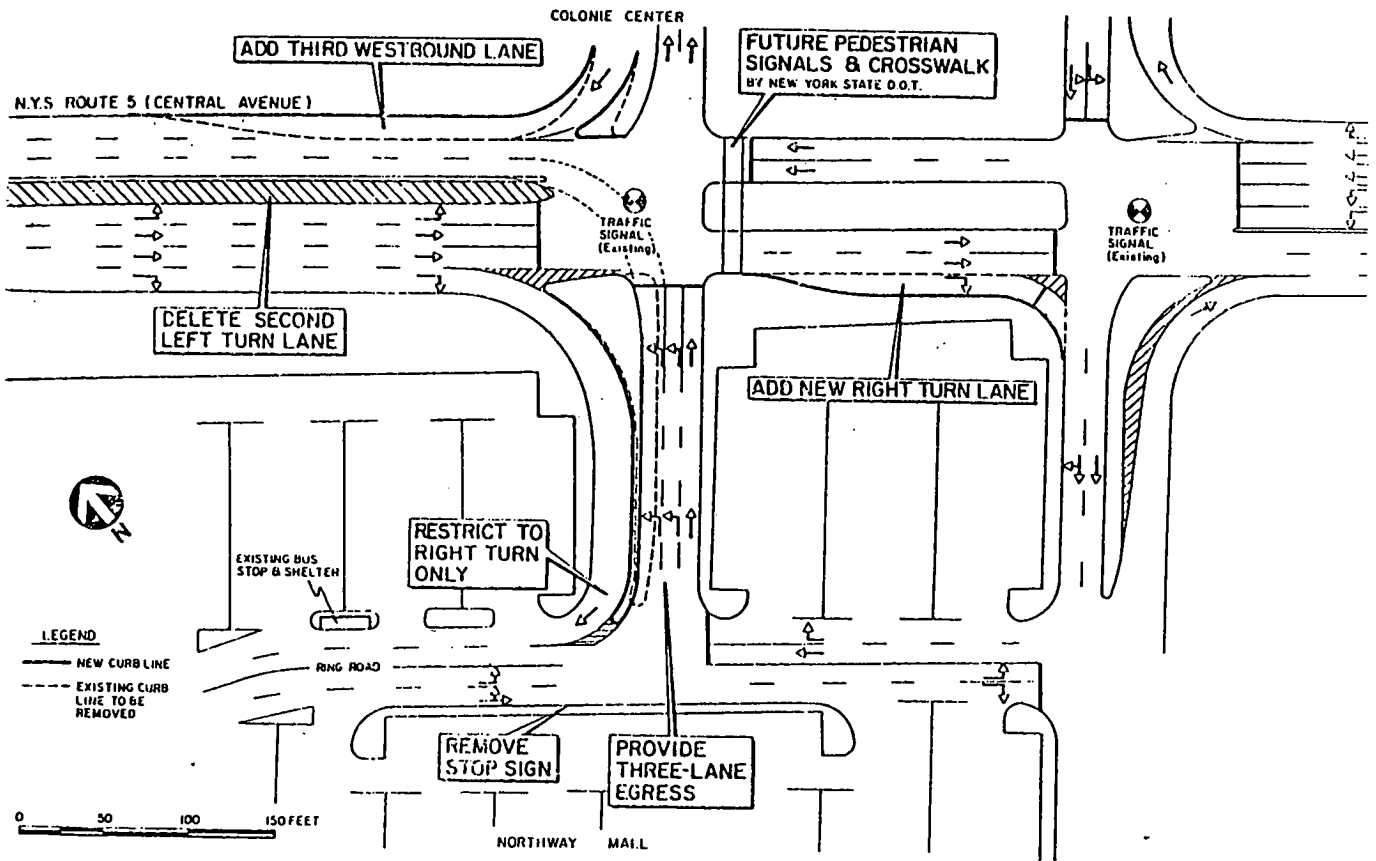 COLONIE CENTER
ADD THIRD WESTBOUND LANE
FUTURE PEDESTRIAN
SIGNALS & CROSSWALK
BY NEW YORK STATE D.O.T.
N.Y.S ROUTE 5 (CENTRAL AVENUE)
TRAFFIC
SIGNAL
(Existing)
TRAFFIC
SIGNAL
(Existing)
DELETE SECOND
LEFT TURN LANE
ADD NEW RIGHT TURN LANE
N
RESTRICT TO
RIGHT TURN
ONLY
EXISTING BUS
STOP & SHELTER
LEGEND
NEW CURB LINE
EXISTING CURB
LINE TO BE
REMOVED
RING ROAD
REMOVE
STOP SIGN
PROVIDE
THREE-LANE
EGRESS
0 50 100 150 FEET
NORTHWAY MALL